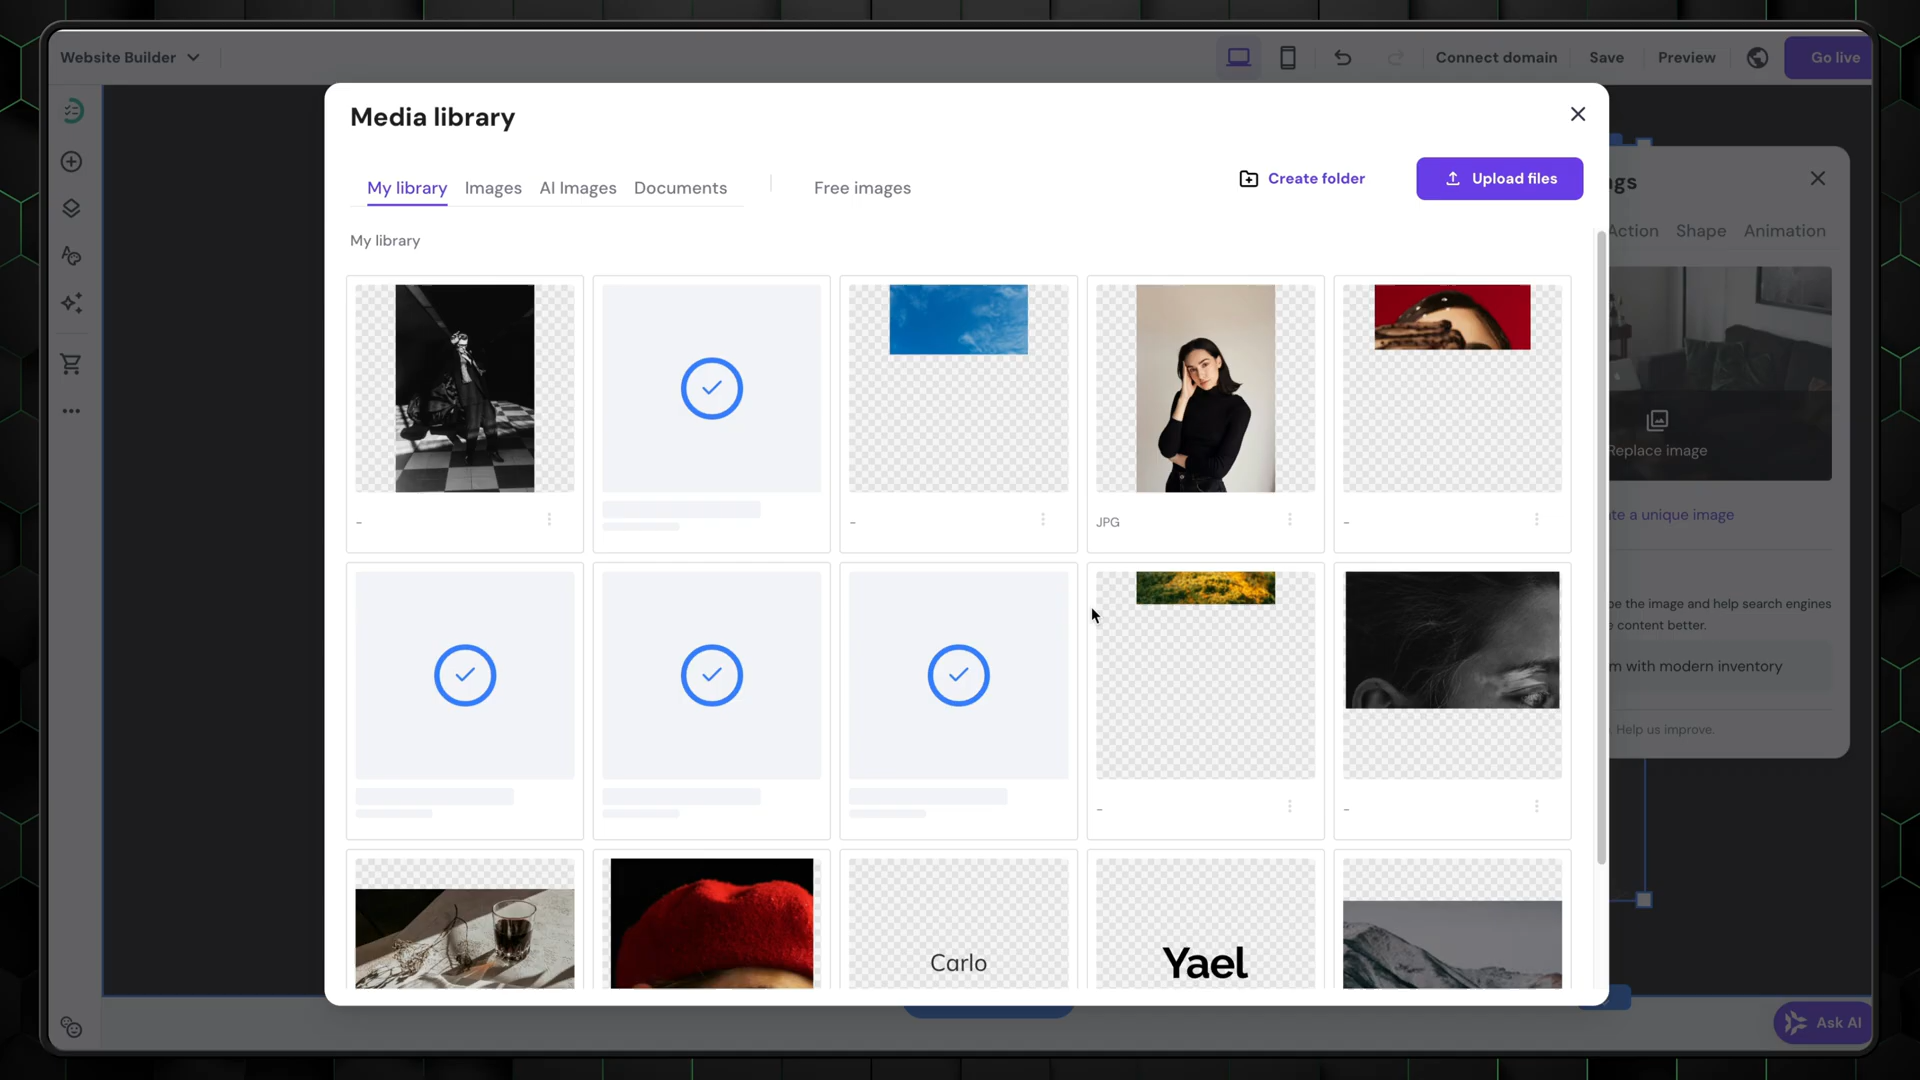 Website Builder
Connect domain
Save
Preview
Go live
Media library
My library
Images
AI Images
Documents
Free images
Create folder
Upload files
My library
-
-
JPG
-
-
-
Carlo
Yael
gs
Action
Shape
Animation
Replace image
te a unique image
be the image and help search engines
content better.
m with modern inventory
Help us improve.
Ask AI